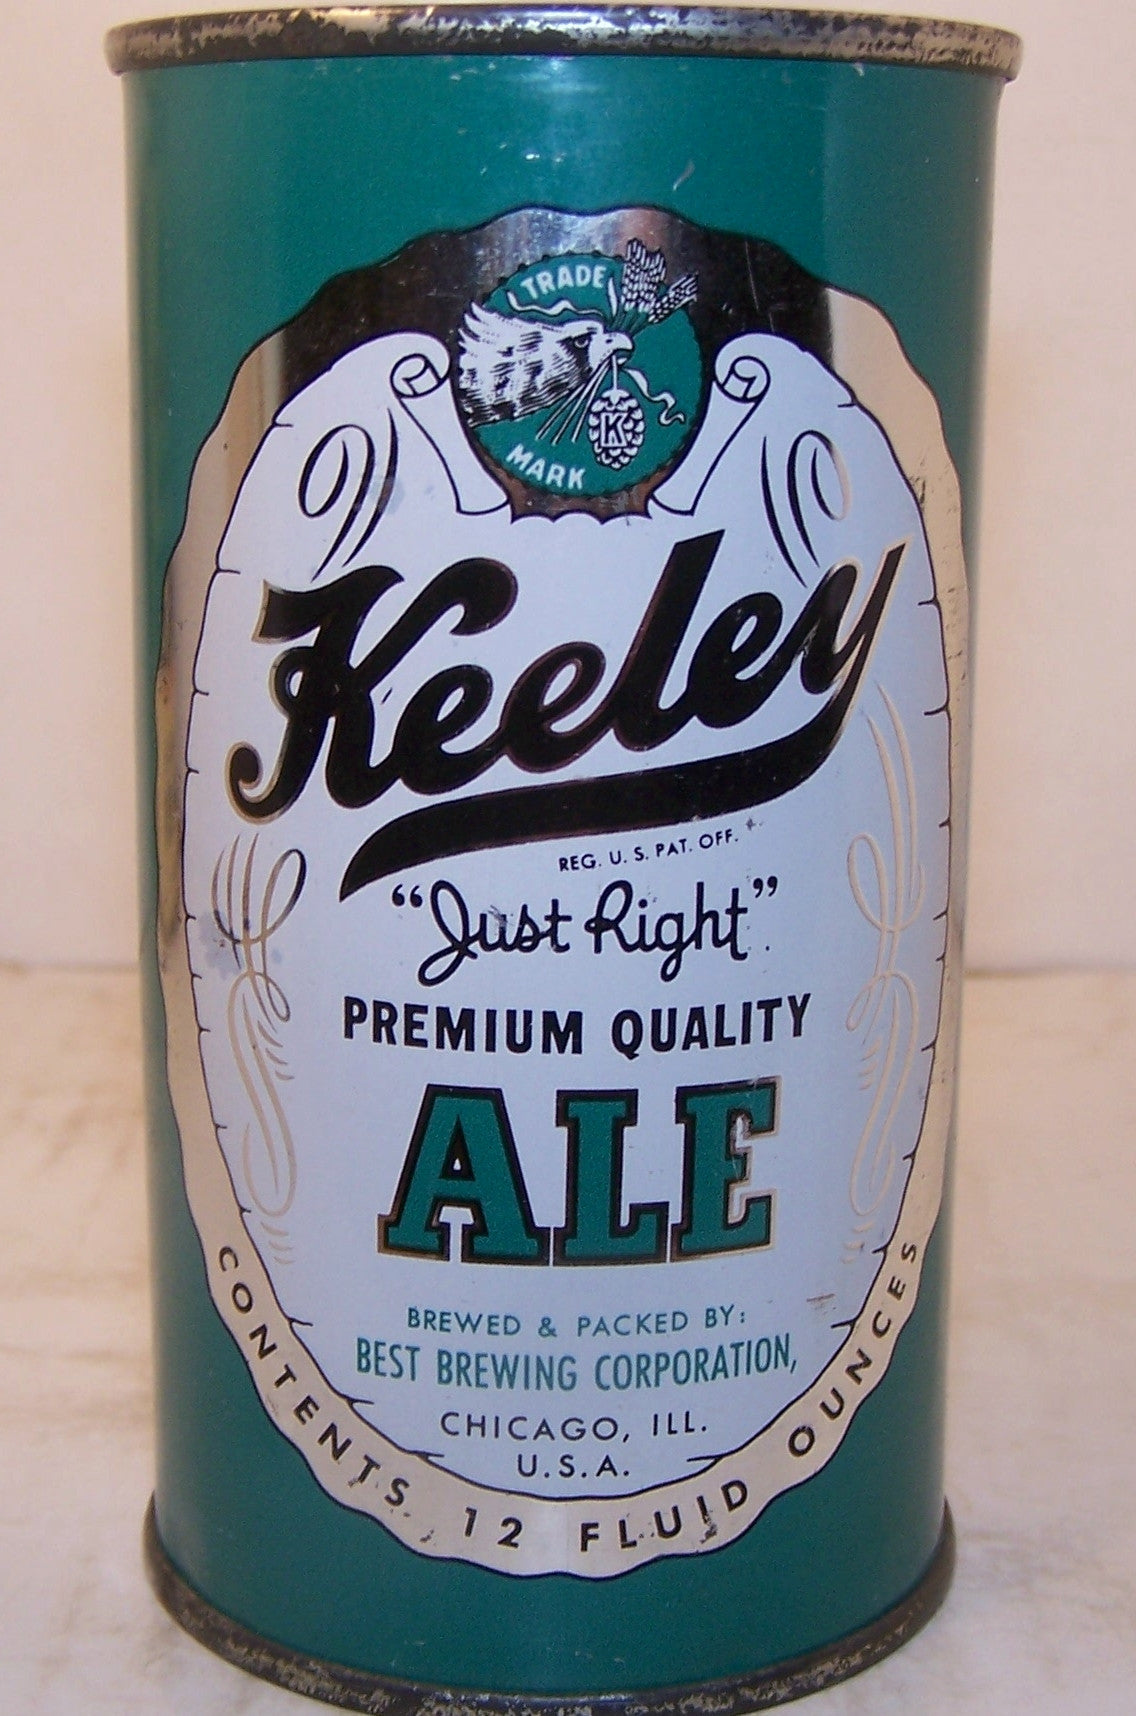 TRADE
K
MARK
Keeley
REG. U. S. PAT. OFF.
“Just Right”
PREMIUM QUALITY
ALE
BREWED & PACKED BY:
BEST BREWING CORPORATION,
CHICAGO, ILL.
U.S.A.
CONTENTS 12 FLUID OUNCES